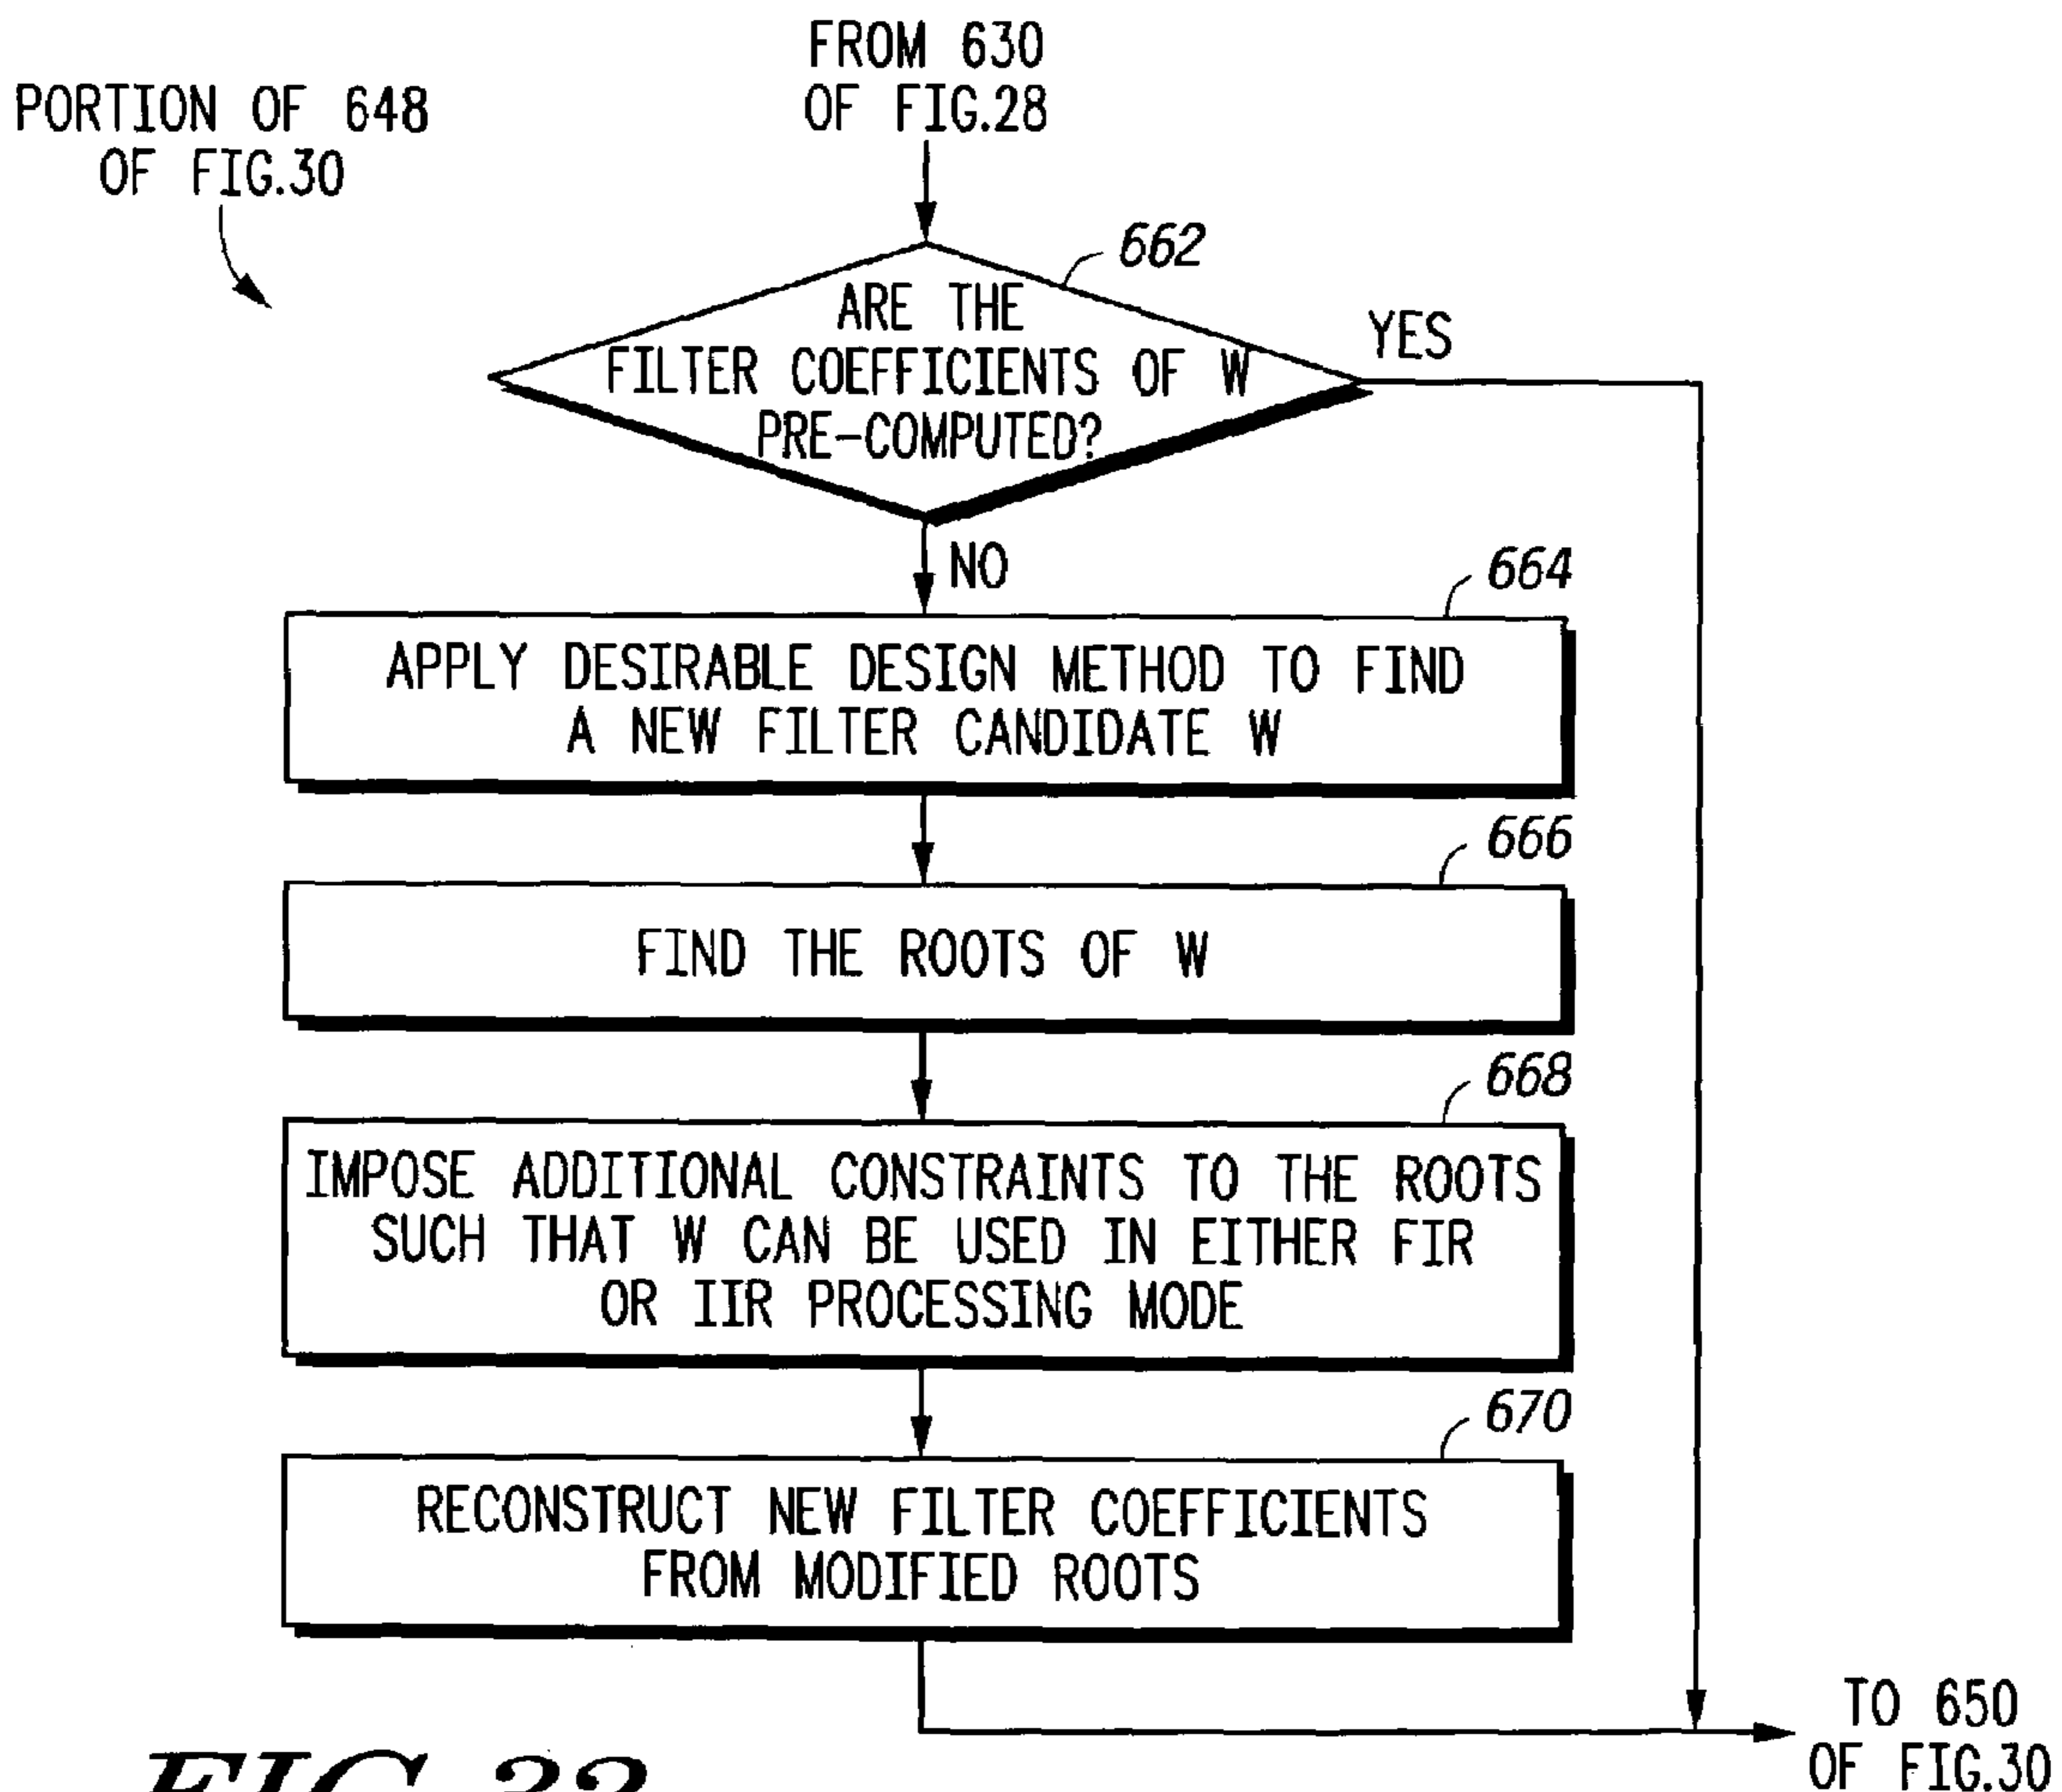 FROM 630
OF FIG.28
PORTION OF 648
OF FIG.30
662
ARE THE
FILTER COEFFICIENTS OF W
PRE-COMPUTED?
YES
NO
664
APPLY DESIRABLE DESIGN METHOD TO FIND
A NEW FILTER CANDIDATE W
666
FIND THE ROOTS OF W
668
IMPOSE ADDITIONAL CONSTRAINTS TO THE ROOTS
SUCH THAT W CAN BE USED IN EITHER FIR
OR IIR PROCESSING MODE
670
RECONSTRUCT NEW FILTER COEFFICIENTS
FROM MODIFIED ROOTS
TO 650
OF FIG.30
FIG.